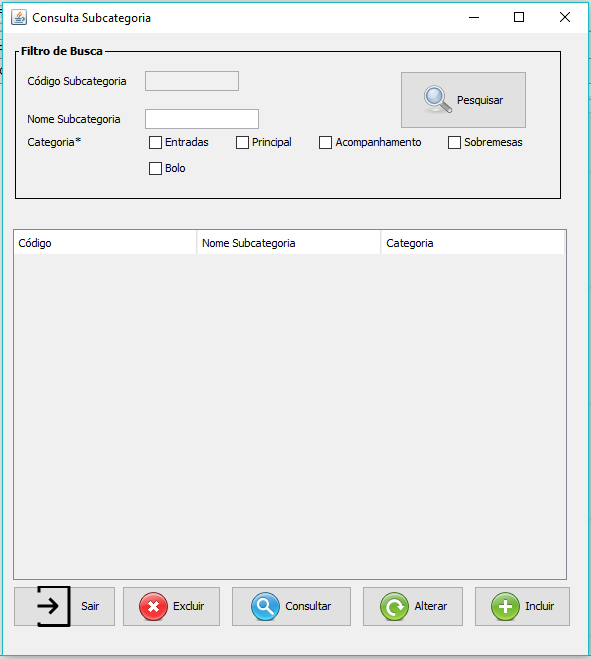 Consulta Subcategoria
Filtro de Busca
Código Subcategoria
Pesquisar
Nome Subcategoria
Categoria* Entradas Principal Acompanhamento Sobremesas
Bolo
Código Nome Subcategoria Categoria
Sair Excluir Consultar Alterar Incluir